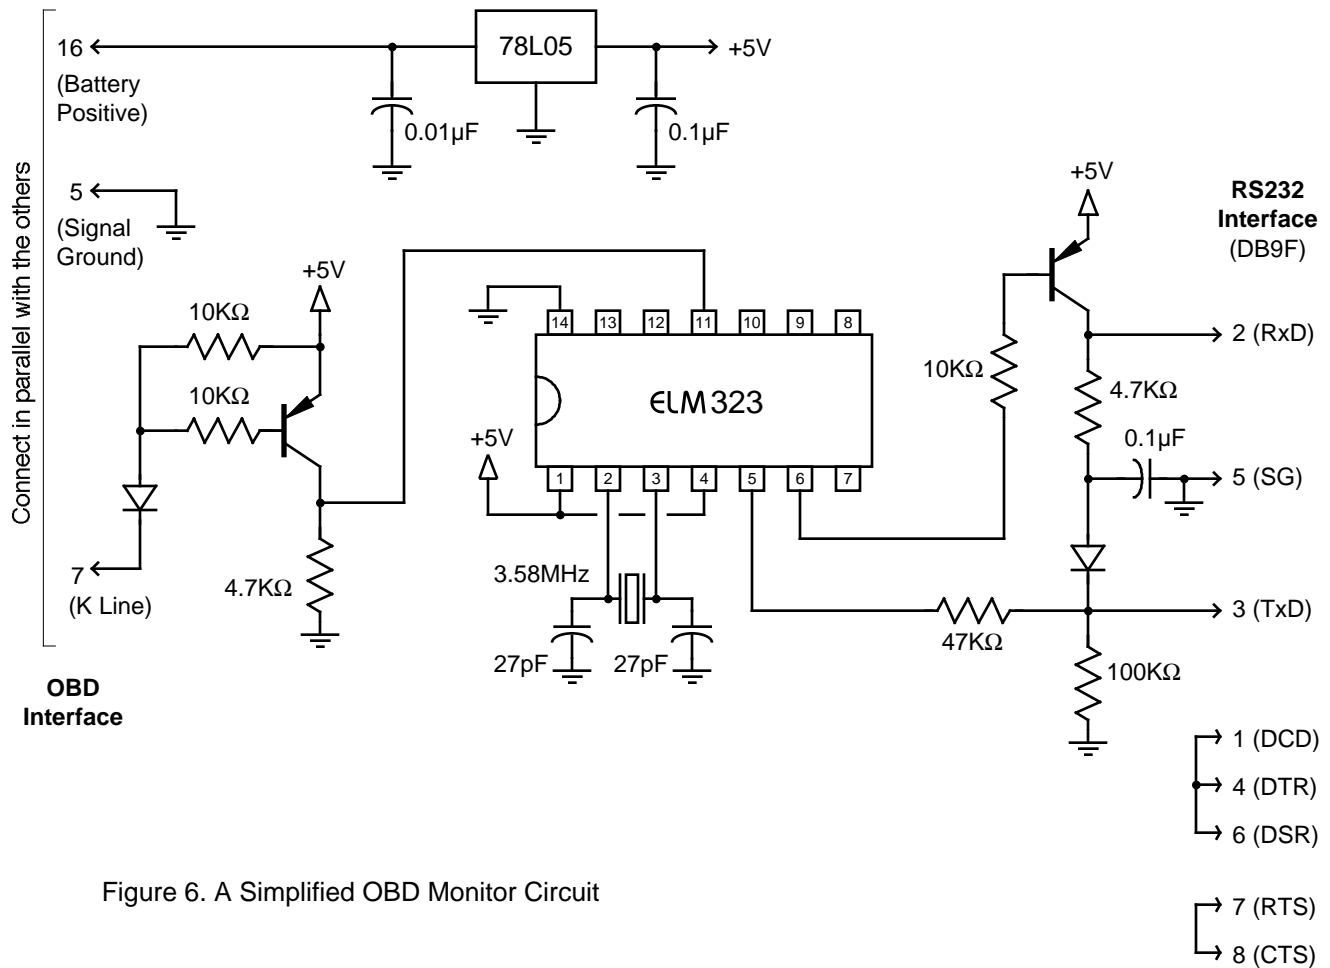 16
(Battery
Positive)
78L05
+5V
0.01µF
0.1µF
Connect in parallel with the others
5
(Signal
Ground)
+5V
10KΩ
10KΩ
4.7KΩ
7
(K Line)
OBD
Interface
14
13
12
11
10
9
8
ELM323
+5V
1
2
3
4
5
6
7
3.58MHz
27pF
27pF
+5V
RS232
Interface
(DB9F)
10KΩ
2 (RxD)
4.7KΩ
0.1µF
5 (SG)
47KΩ
3 (TxD)
100KΩ
1 (DCD)
4 (DTR)
6 (DSR)
7 (RTS)
8 (CTS)
Figure 6. A Simplified OBD Monitor Circuit